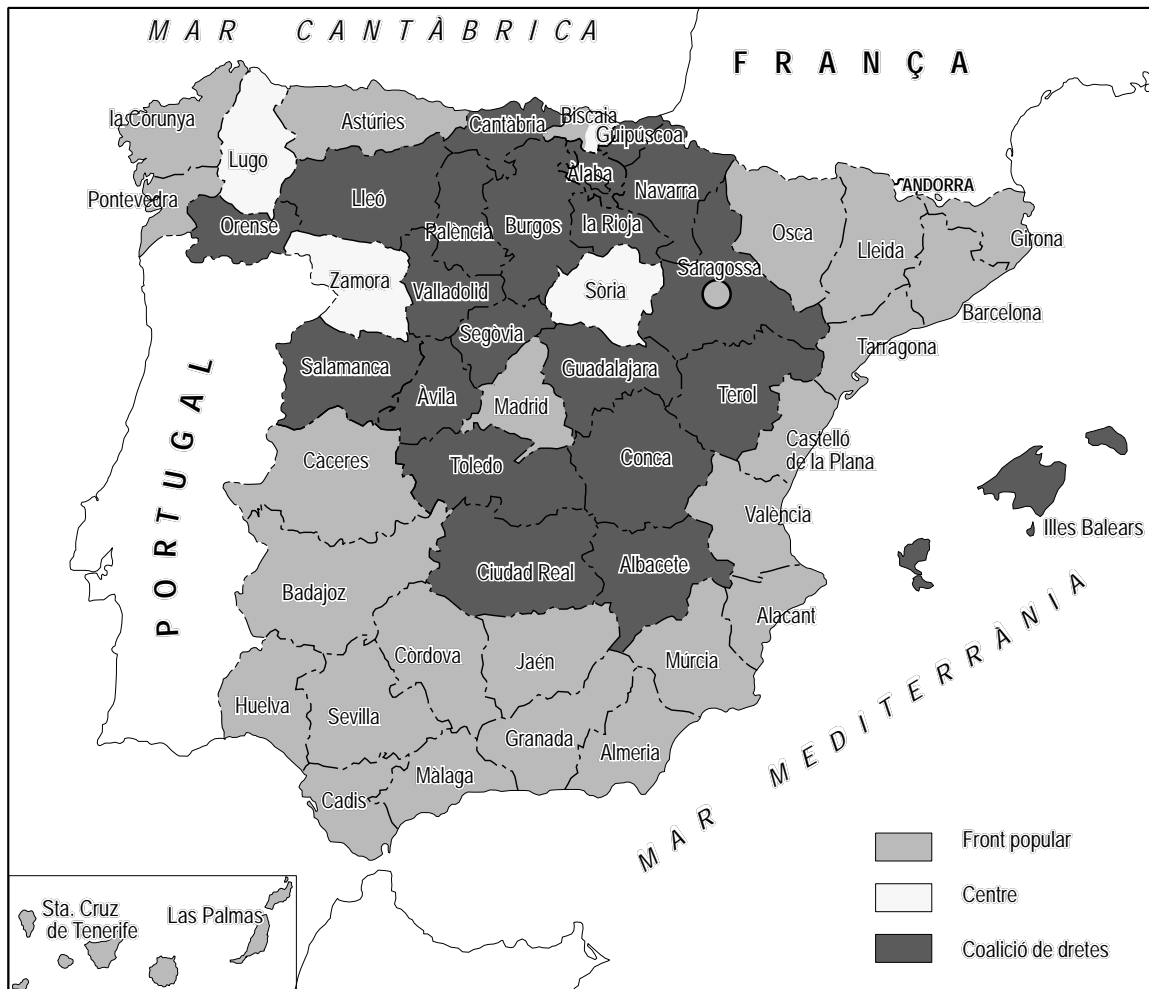 MAR CANTÀBRICA
FRANÇA
la Corunya
Astúries
Cantàbria
Biscaia
Guipúscoa
Lugo
Àlaba
Navarra
ANDORRA
Pontevedra
Lleó
Orense
Palència
Burgos
la Rioja
Osca
Lleida
Girona
Zamora
Valladolid
Sòria
Saragossa
Barcelona
Segòvia
Tarragona
Salamanca
Àvila
Madrid
Guadalajara
Terol
PORTUGAL
Càceres
Toledo
Conca
Castelló
de la Plana
València
Illes Balears
Badajoz
Ciudad Real
Albacete
Alacant
Còrdova
Jaén
Múrcia
Huelva
Sevilla
Granada
Almeria
Màlaga
Cadis
MAR MEDITERRÀNIA
Sta. Cruz
de Tenerife
Las Palmas
Front popular
Centre
Coalició de dretes